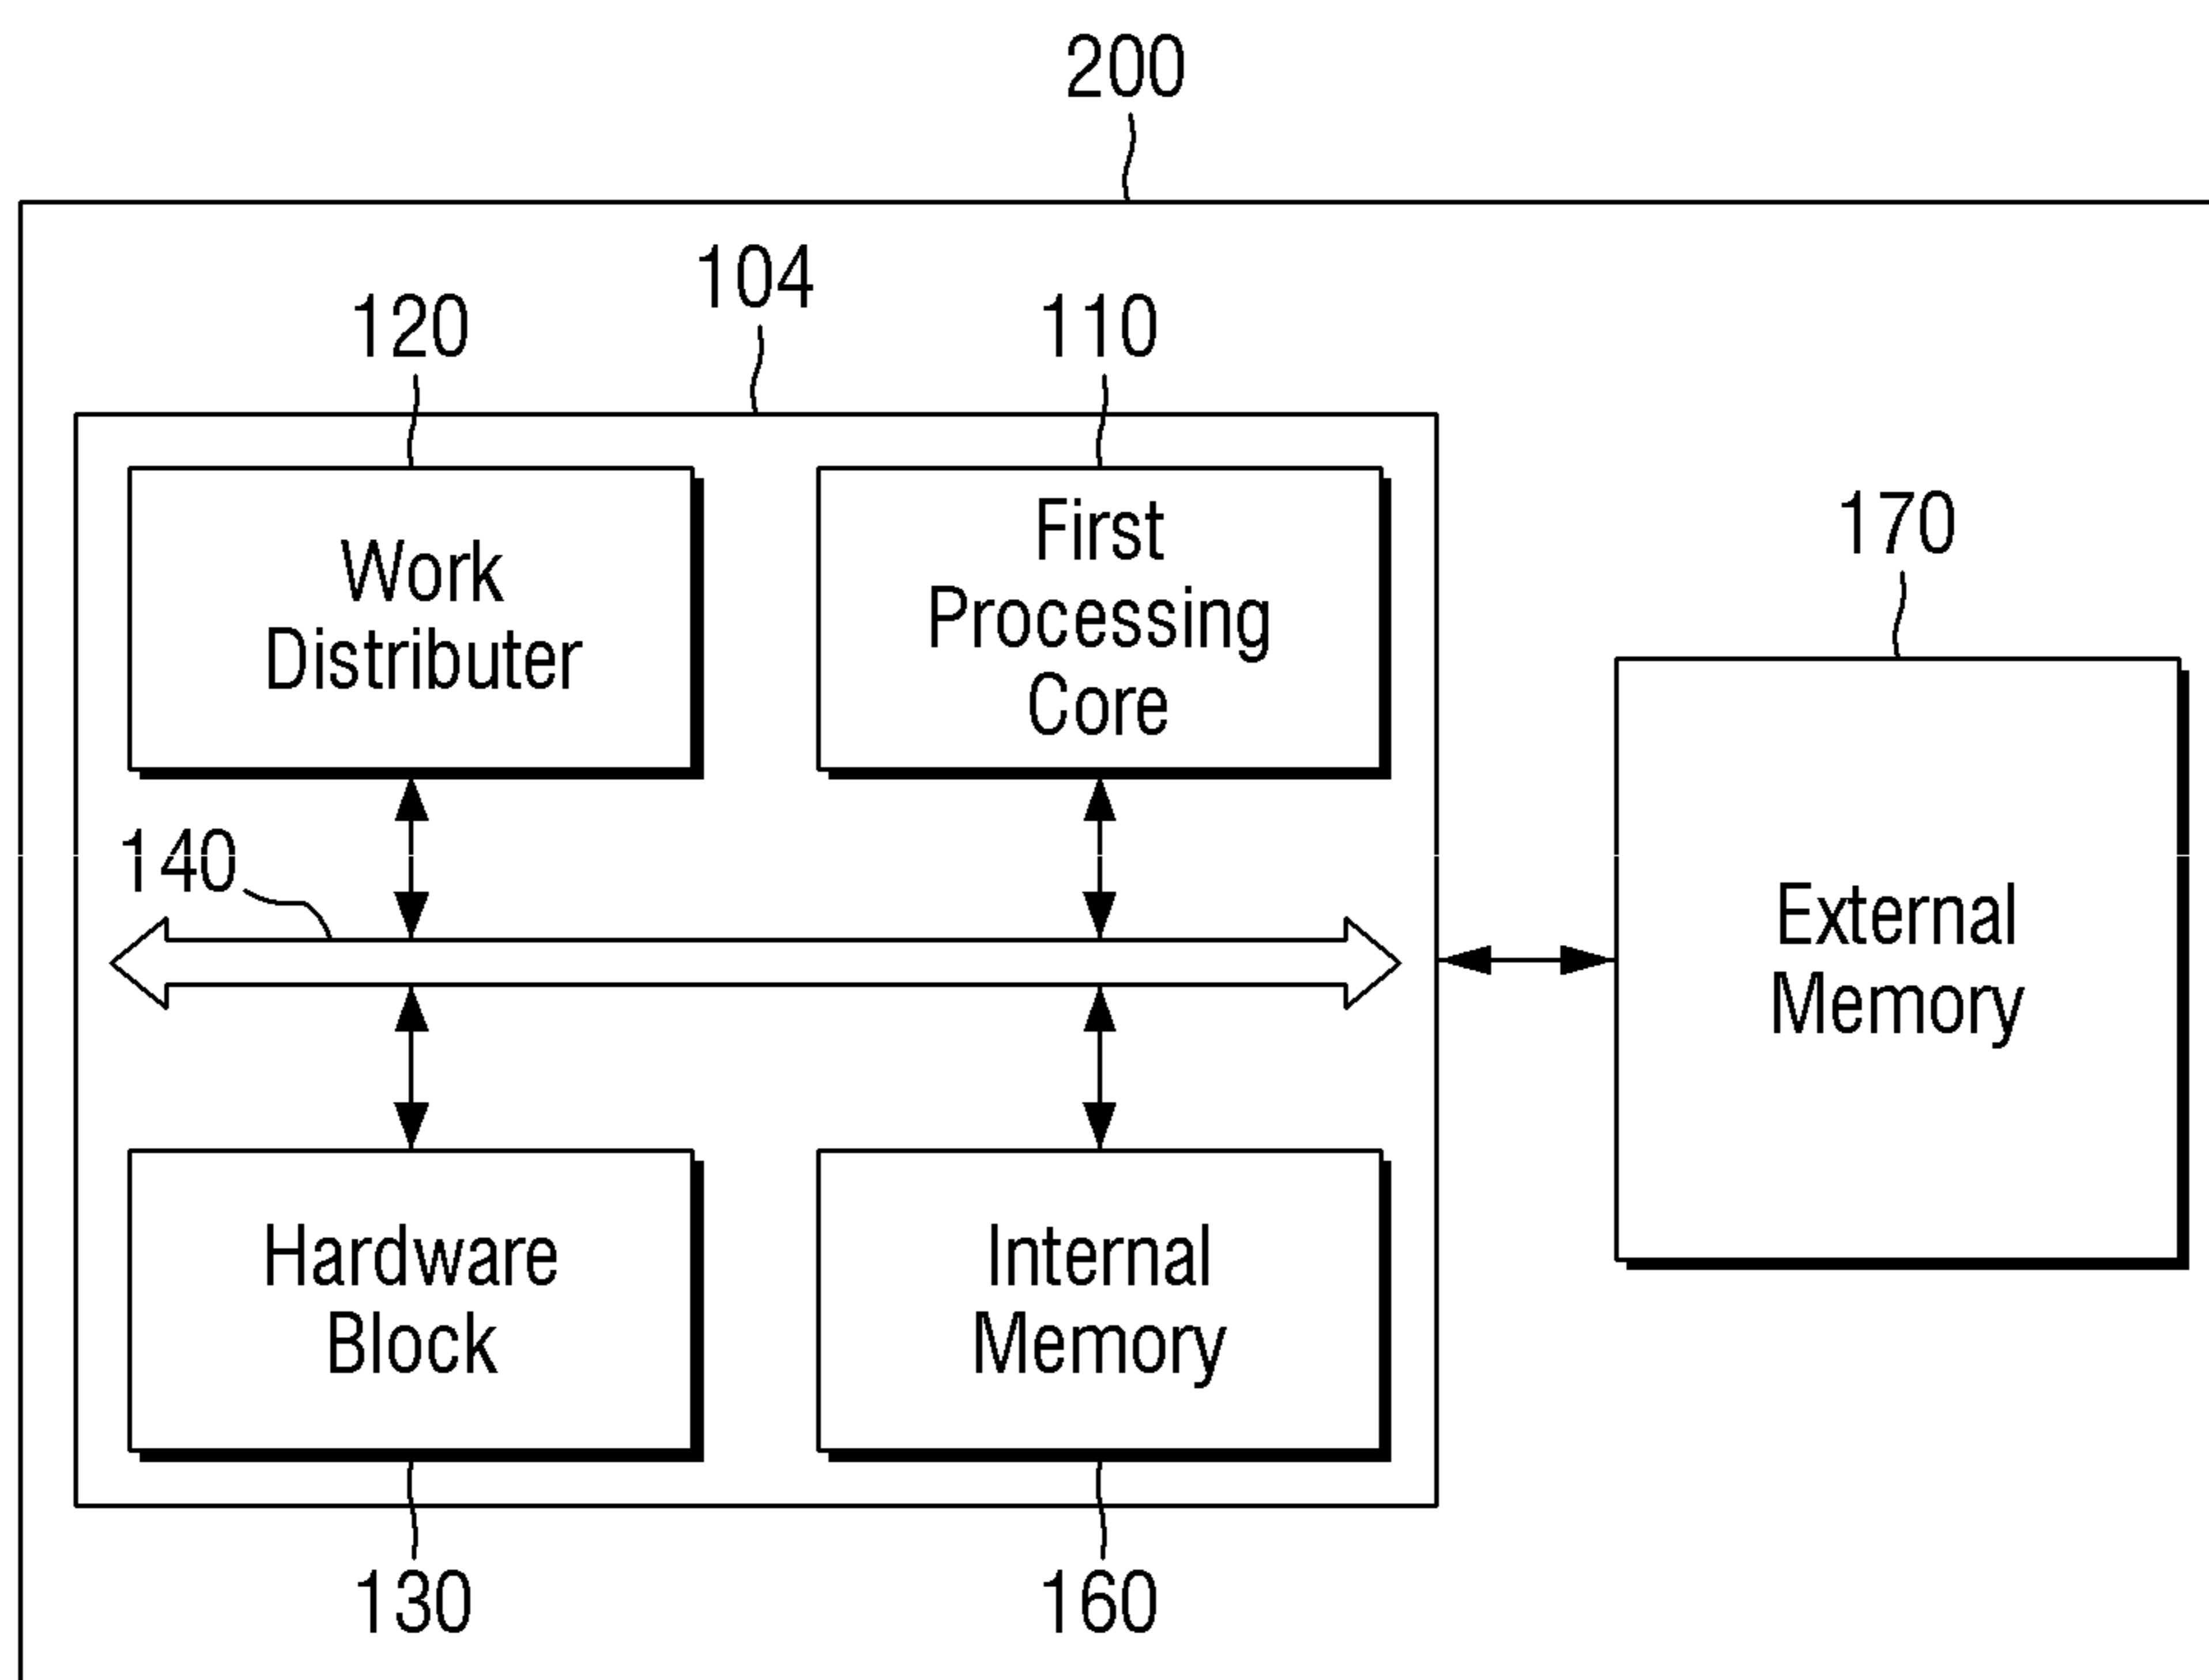 200
104
120
110
Work
Distributer
First
Processing
Core
170
140
External
Memory
Hardware
Block
Internal
Memory
130
160